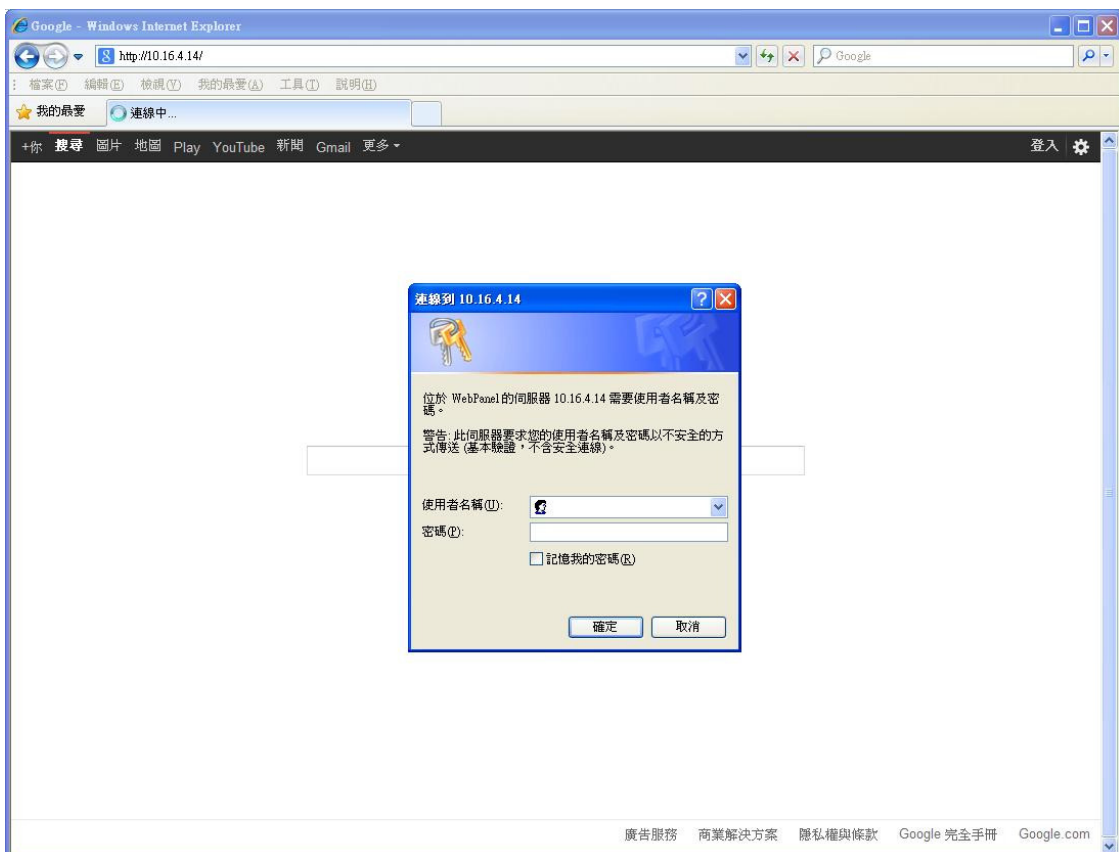 Google - Windows Internet Explorer
http://10.16.4.14/
Google
檔案(F) 編輯(E) 檢視(V) 我的最愛(A) 工具(T) 說明(H)
我的最愛 連線中...
+你 搜尋 圖片 地圖 Play YouTube 新聞 Gmail 更多 登入
連線到 10.16.4.14
位於 WebPanel 的伺服器 10.16.4.14 需要使用者名稱及密
碼。
警告: 此伺服器要求您的使用者名稱及密碼以不安全的方
式傳送 (基本驗證，不含安全連線)。
使用者名稱(U):
密碼(P):
記憶我的密碼(R)
確定 取消
廣告服務 商業解決方案 隱私權與條款 Google 完全手冊 Google.com